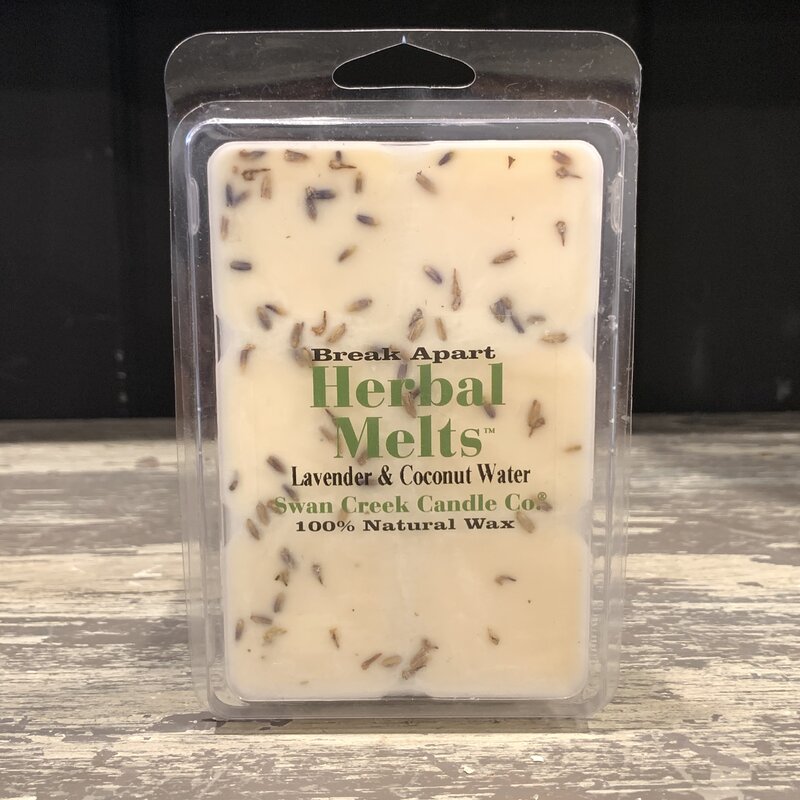 Break Apart
Herbal
Melts™
Lavender & Coconut Water
Swan Creek Candle Co.®
100% Natural Wax